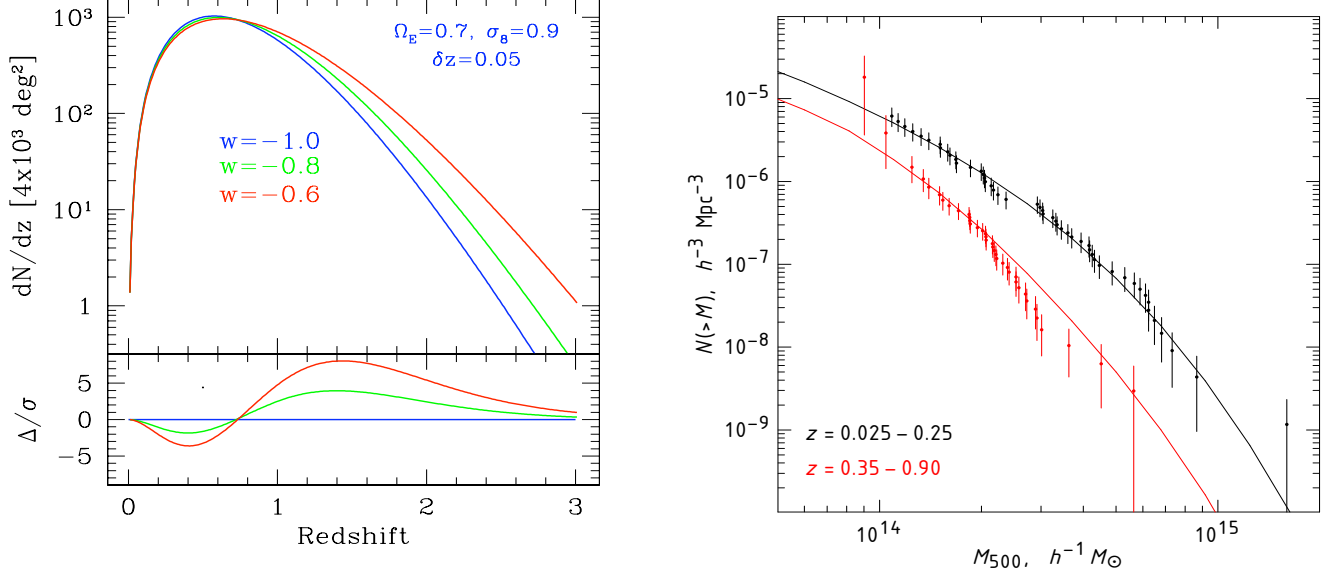 10³
10²
10¹
1
dN/dz [4x10³ deg²]
Ω_E=0.7, σ_8=0.9
δz=0.05
w=−1.0
w=−0.8
w=−0.6
5
0
−5
Δ/σ
0
1
2
3
Redshift
10⁻⁵
10⁻⁶
10⁻⁷
10⁻⁸
10⁻⁹
N(>M), h⁻³ Mpc⁻³
z = 0.025 – 0.25
z = 0.35 – 0.90
10¹⁴
10¹⁵
M₅₀₀, h⁻¹ M⊙